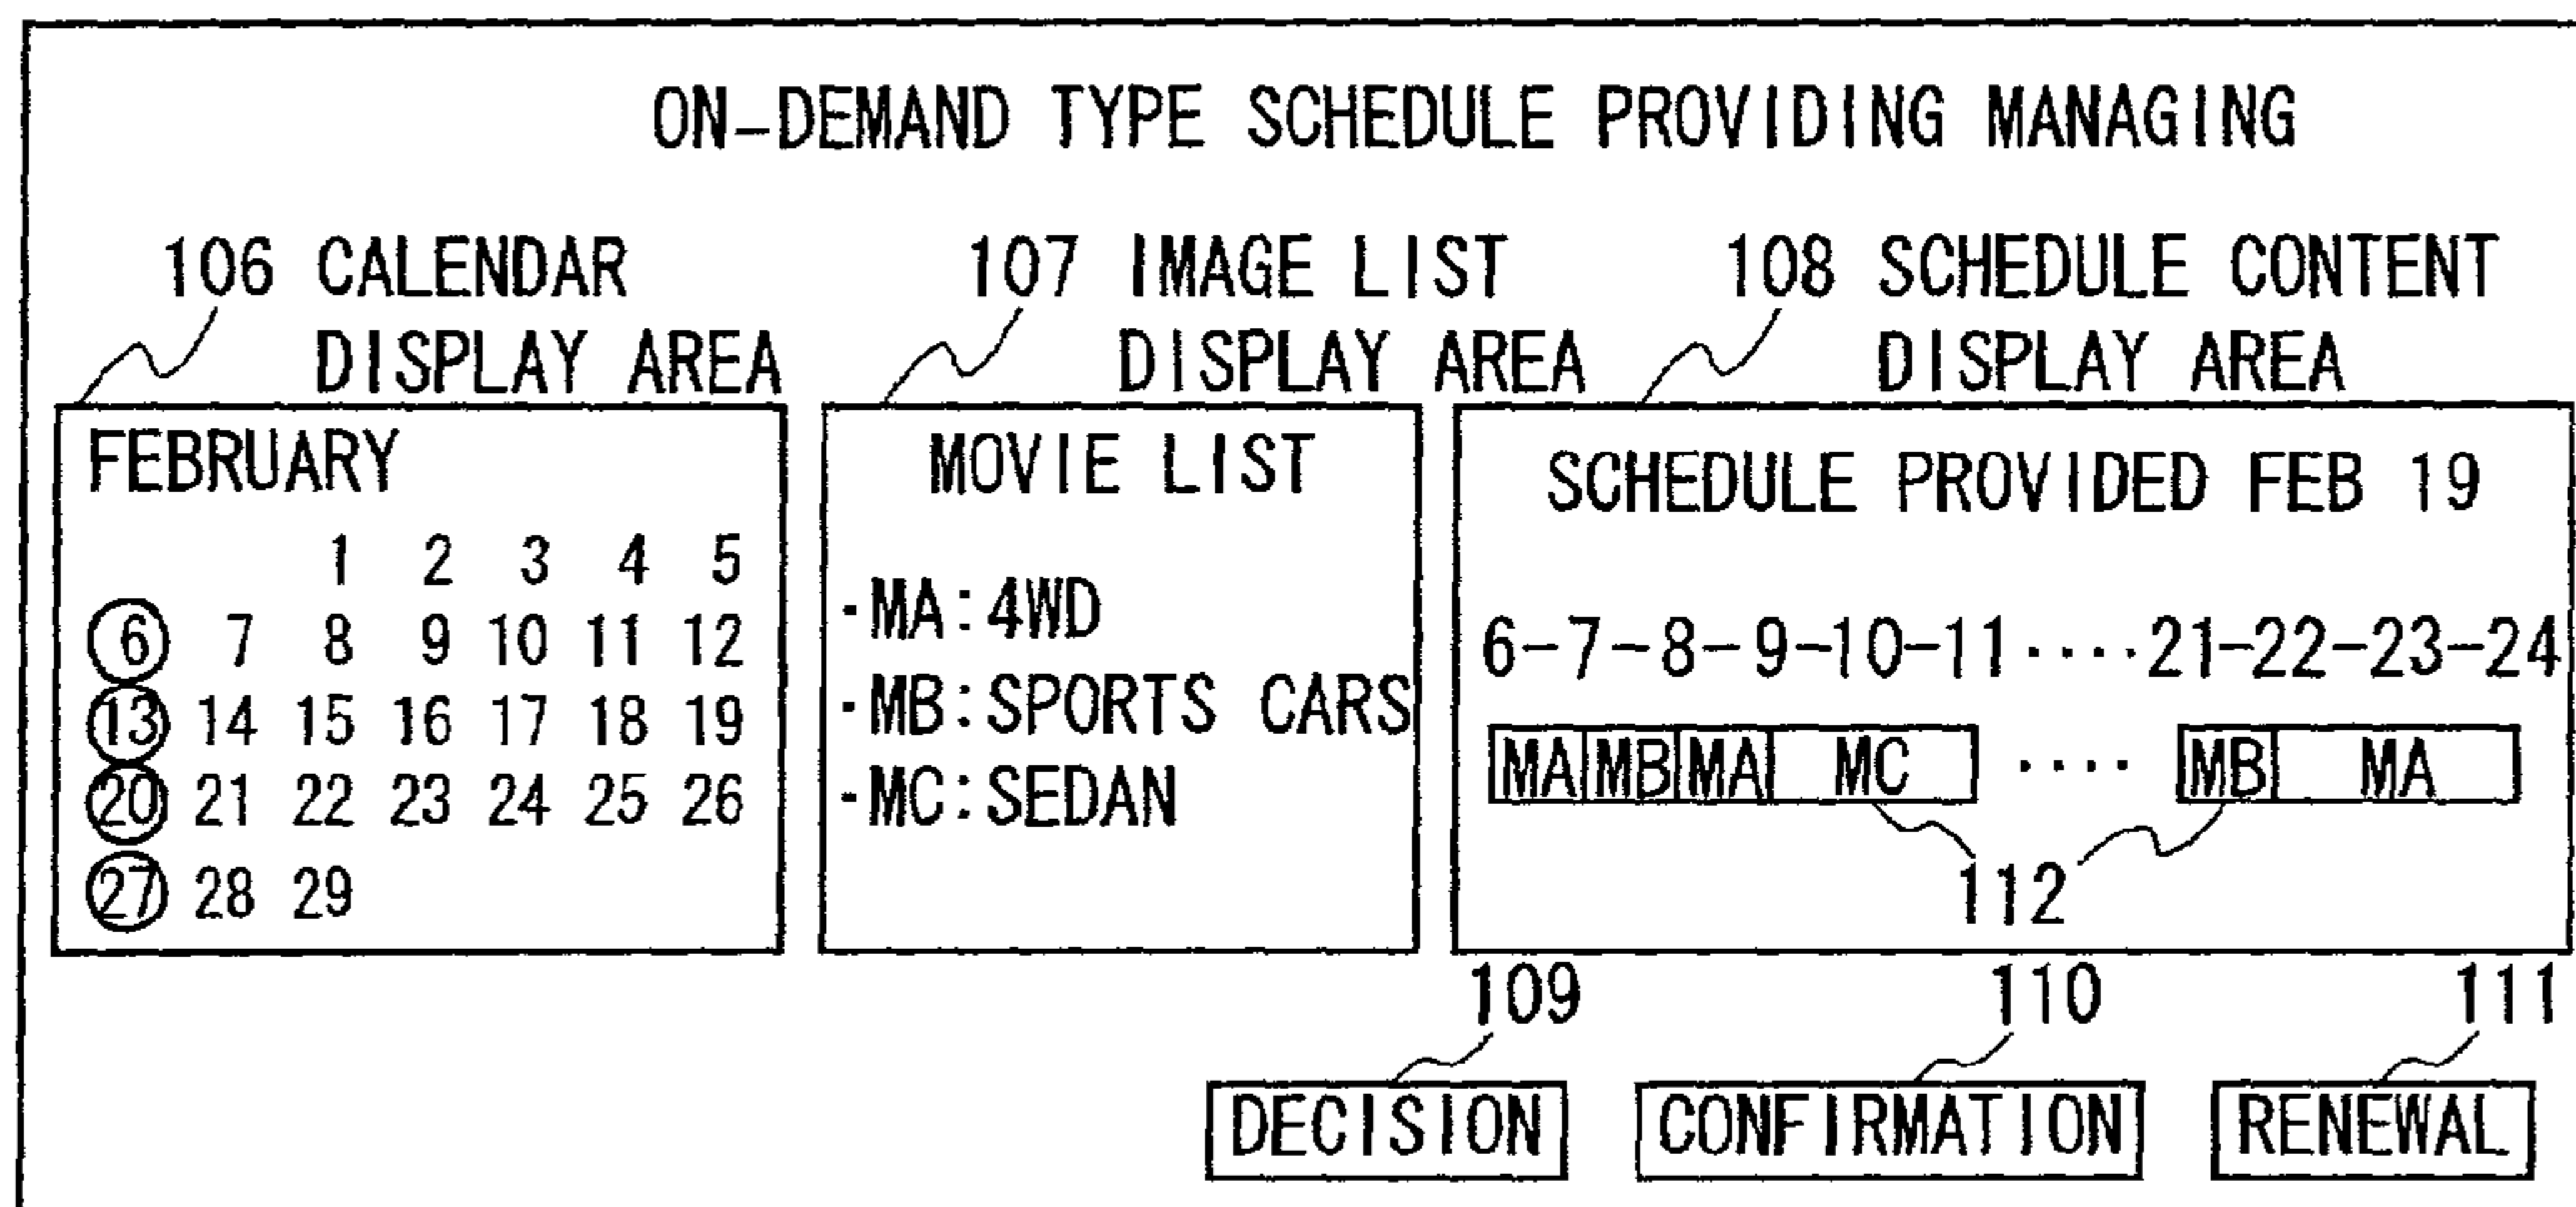 ON-DEMAND TYPE SCHEDULE PROVIDING MANAGING
106 CALENDAR
DISPLAY AREA
FEBRUARY
1 2 3 4 5
6 7 8 9 10 11 12
13 14 15 16 17 18 19
20 21 22 23 24 25 26
27 28 29
107 IMAGE LIST
DISPLAY AREA
MOVIE LIST
-MA:4WD
-MB:SPORTS CARS
-MC:SEDAN
108 SCHEDULE CONTENT
DISPLAY AREA
SCHEDULE PROVIDED FEB 19
6-7-8-9-10-11····21-22-23-24
MA MB MA MC ···· MB MA
112
109 110 111
DECISION CONFIRMATION RENEWAL